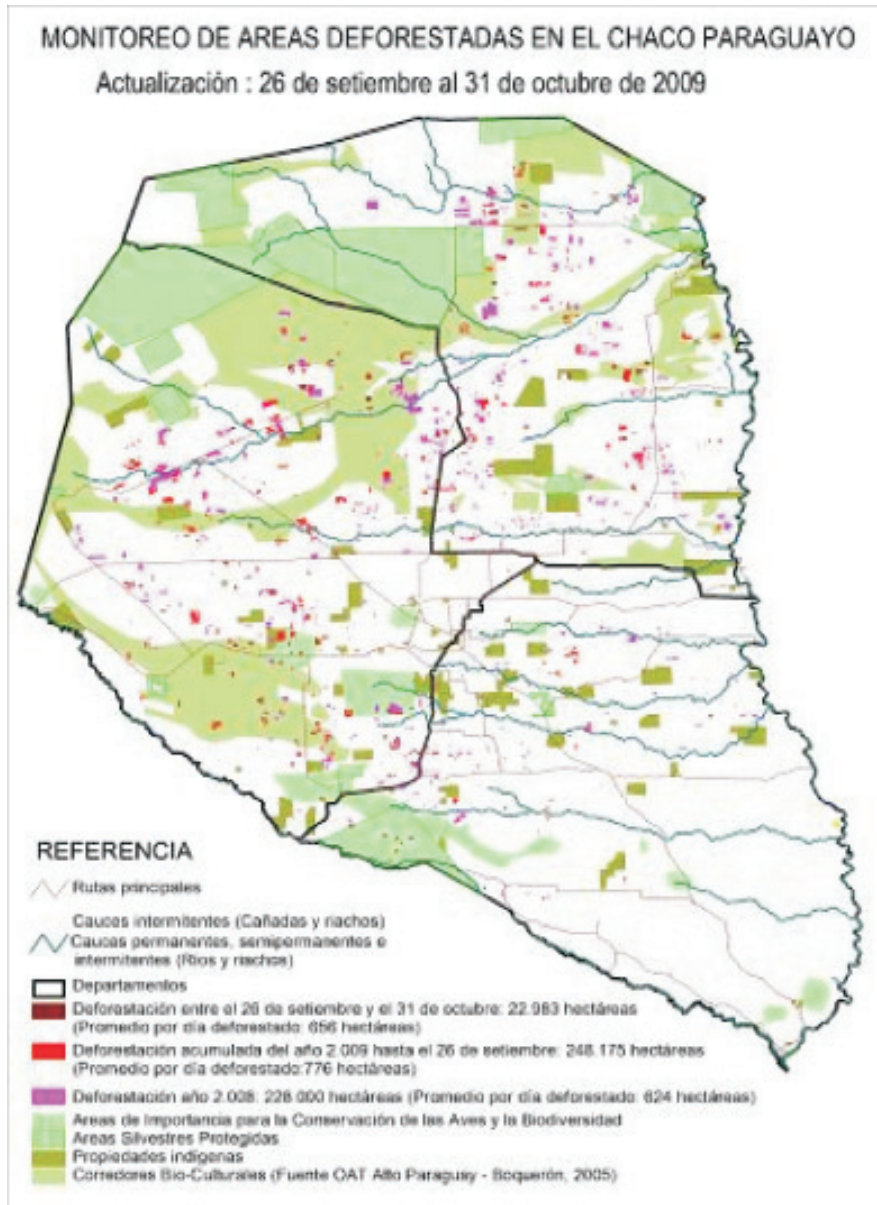 MONITOREO DE AREAS DEFORESTADAS EN EL CHACO PARAGUAYO
Actualización : 26 de setiembre al 31 de octubre de 2009
REFERENCIA
Rutas principales
Cauces intermitentes (Cañadas y riachos)
Cauces permanentes, semipermanentes e
intermitentes (Rios y riachos)
Departamentos
Deforestación entre el 26 de setiembre y el 31 de octubre: 22.983 hectáreas
(Promedio por día deforestado: 656 hectáreas)
Deforestación acumulada del año 2.009 hasta el 26 de setiembre: 248.175 hectáreas
(Promedio por día deforestado:776 hectáreas)
Deforestación año 2.008: 228.000 hectáreas (Promedio por día deforestado: 624 hectáreas)
Areas de Importancia para la Conservación de las Aves y la Biodiversidad
Areas Silvestres Protegidas
Propiedades indígenas
Corredores Bio-Culturales (Fuente OAT Alto Paraguay - Boquerón, 2005)